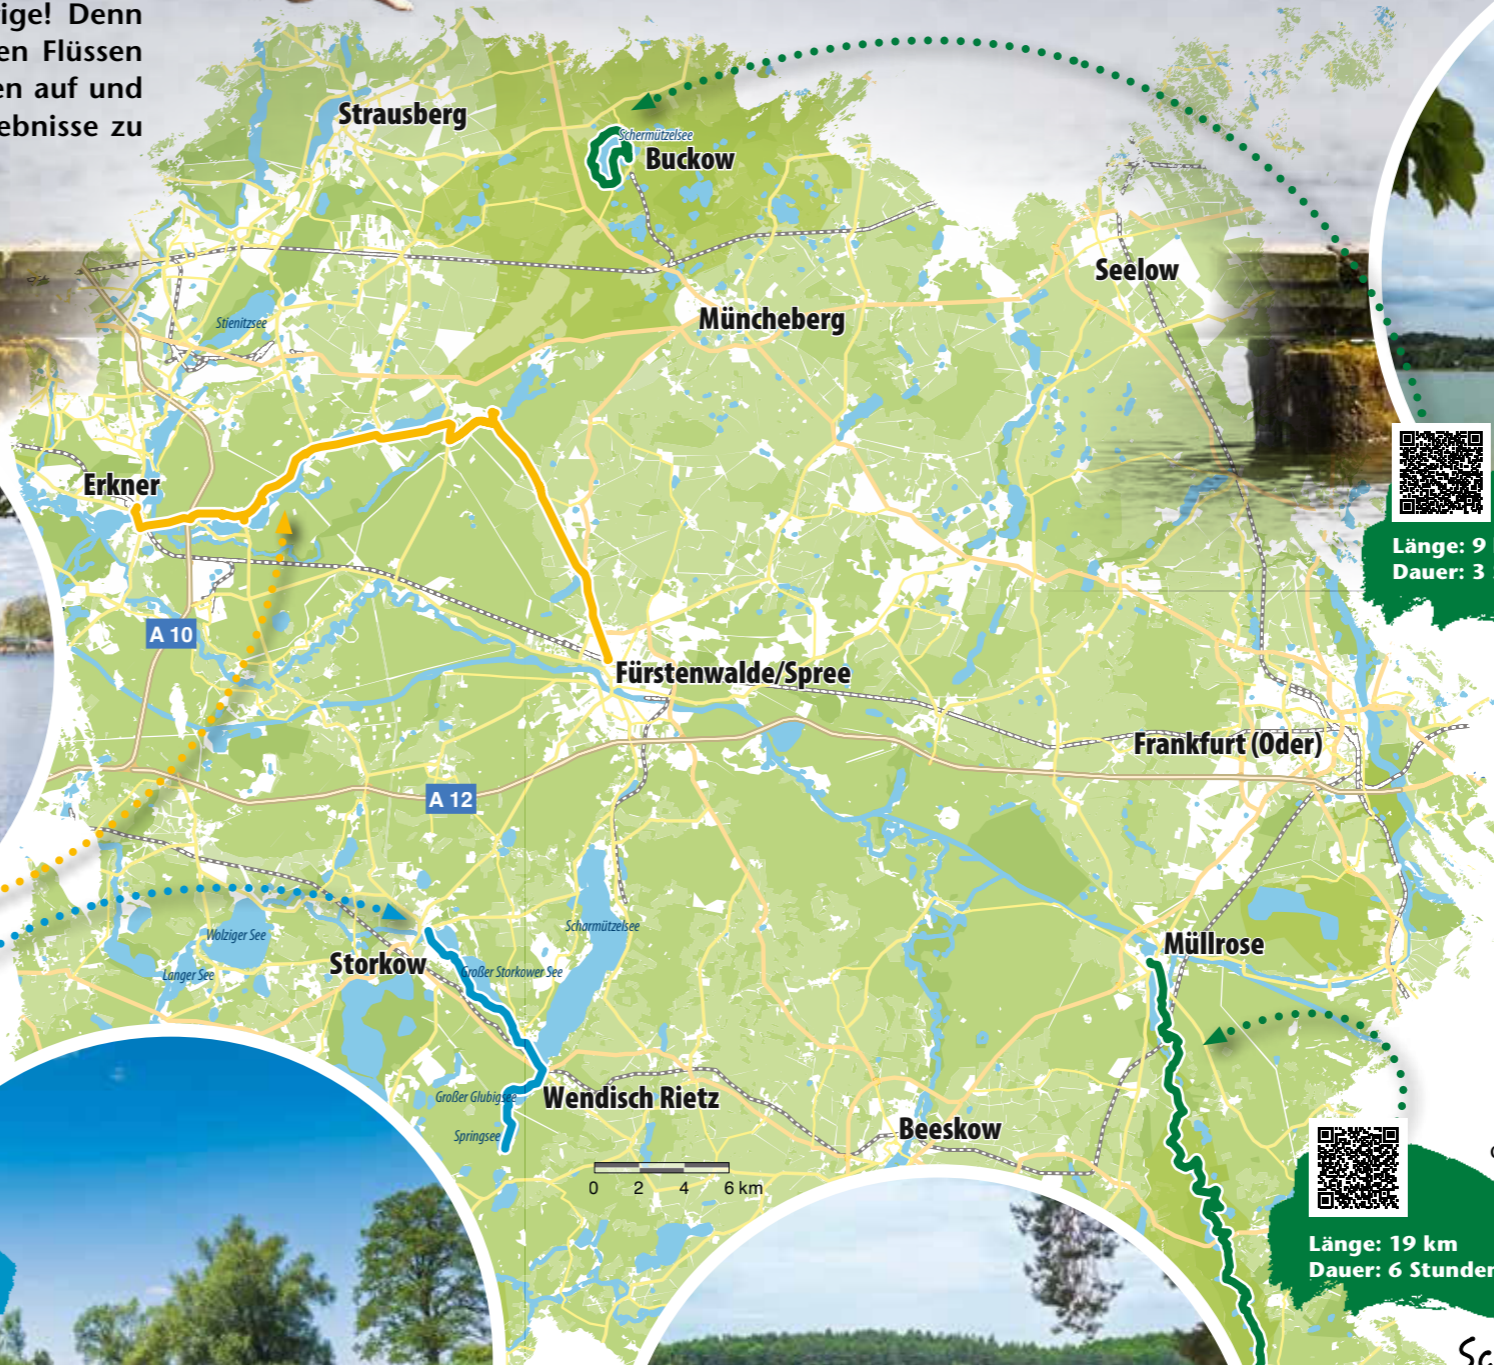 ige! Denn
en Flüssen
en auf und
ebnisse zu
Strausberg
Schermützelsee
Buckow
Seelow
Müncheberg
Stienitzsee
Erkner
Länge: 9
Dauer: 3
A 10
Fürstenwalde/Spree
Frankfurt (Oder)
A 12
Scharmützelsee
Wolziger See
Langer See
Storkow
Großer Storkower See
Müllrose
Großer Glubigsee
Wendisch Rietz
Springsee
Beeskow
0 2 4 6 km
Länge: 19 km
Dauer: 6 Stunden
Sc